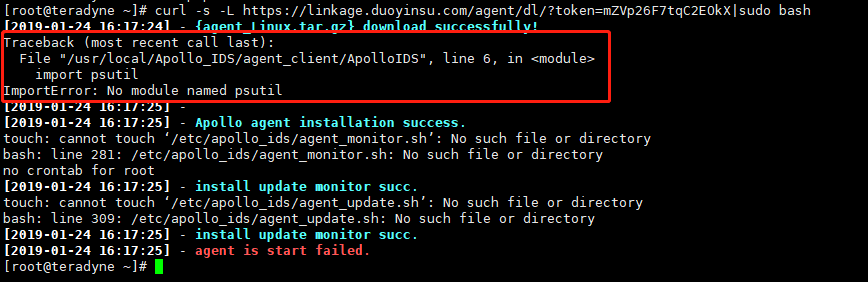 [root@teradyne ~]# curl -s -L https://linkage.duoyinsu.com/agent/dl/?token=mZVp26F7tqC2EOkX|sudo bash
[2019-01-24 16:17:24] - {agent_Linux.tar.gz} download successfully!
Traceback (most recent call last):
  File "/usr/local/Apollo_IDS/agent_client/ApolloIDS", line 6, in <module>
    import psutil
ImportError: No module named psutil
[2019-01-24 16:17:25] -
[2019-01-24 16:17:25] - Apollo agent installation success.
touch: cannot touch ‘/etc/apollo_ids/agent_monitor.sh’: No such file or directory
bash: line 281: /etc/apollo_ids/agent_monitor.sh: No such file or directory
no crontab for root
[2019-01-24 16:17:25] - install update monitor succ.
touch: cannot touch ‘/etc/apollo_ids/agent_update.sh’: No such file or directory
bash: line 309: /etc/apollo_ids/agent_update.sh: No such file or directory
[2019-01-24 16:17:25] - install update monitor succ.
[2019-01-24 16:17:25] - agent is start failed.
[root@teradyne ~]#